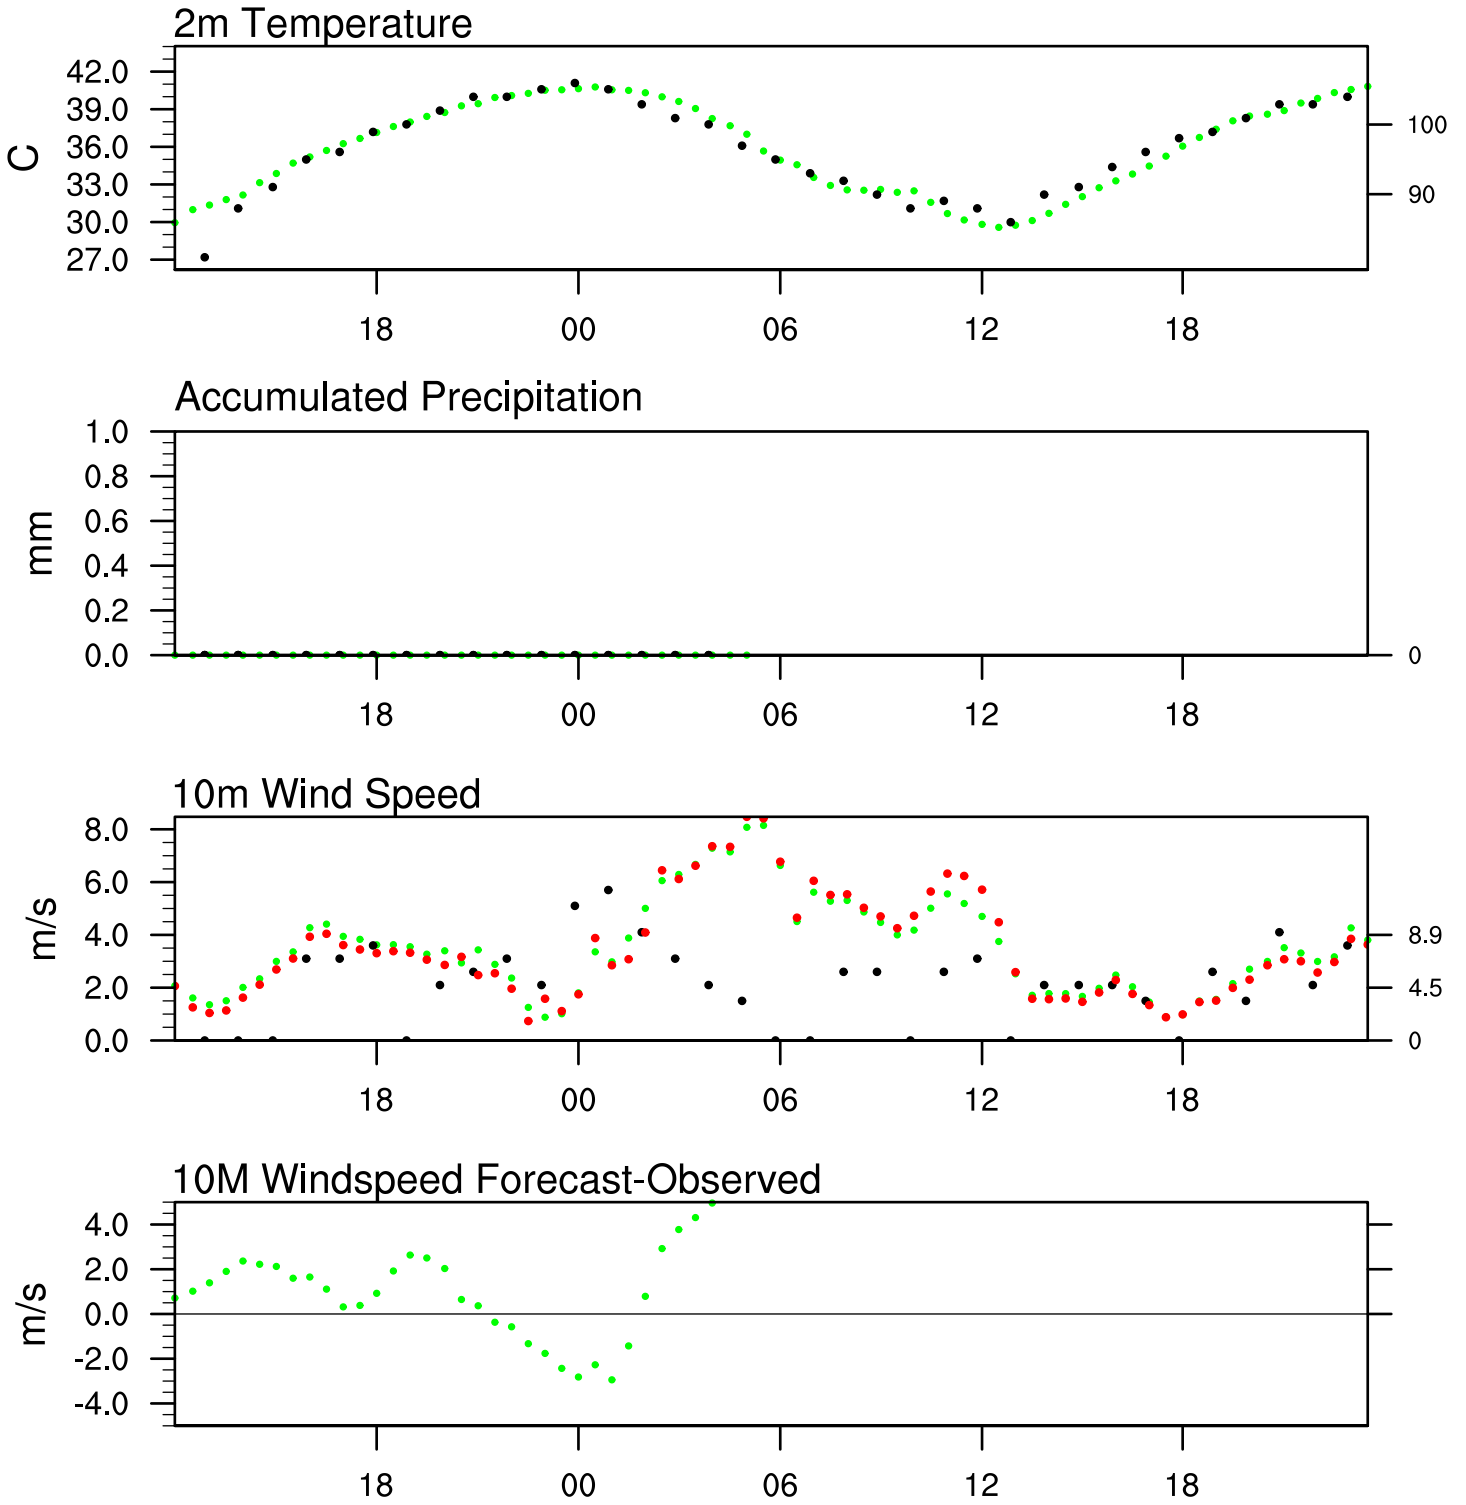 2m Temperature
42.0
39.0
36.0
33.0
30.0
27.0
C
100
90
18 00 06 12 18
Accumulated Precipitation
1.0
0.8
0.6
0.4
0.2
0.0
mm
0
18 00 06 12 18
10m Wind Speed
8.0
6.0
4.0
2.0
0.0
m/s
8.9
4.5
0
18 00 06 12 18
10M Windspeed Forecast-Observed
4.0
2.0
0.0
-2.0
-4.0
m/s
18 00 06 12 18